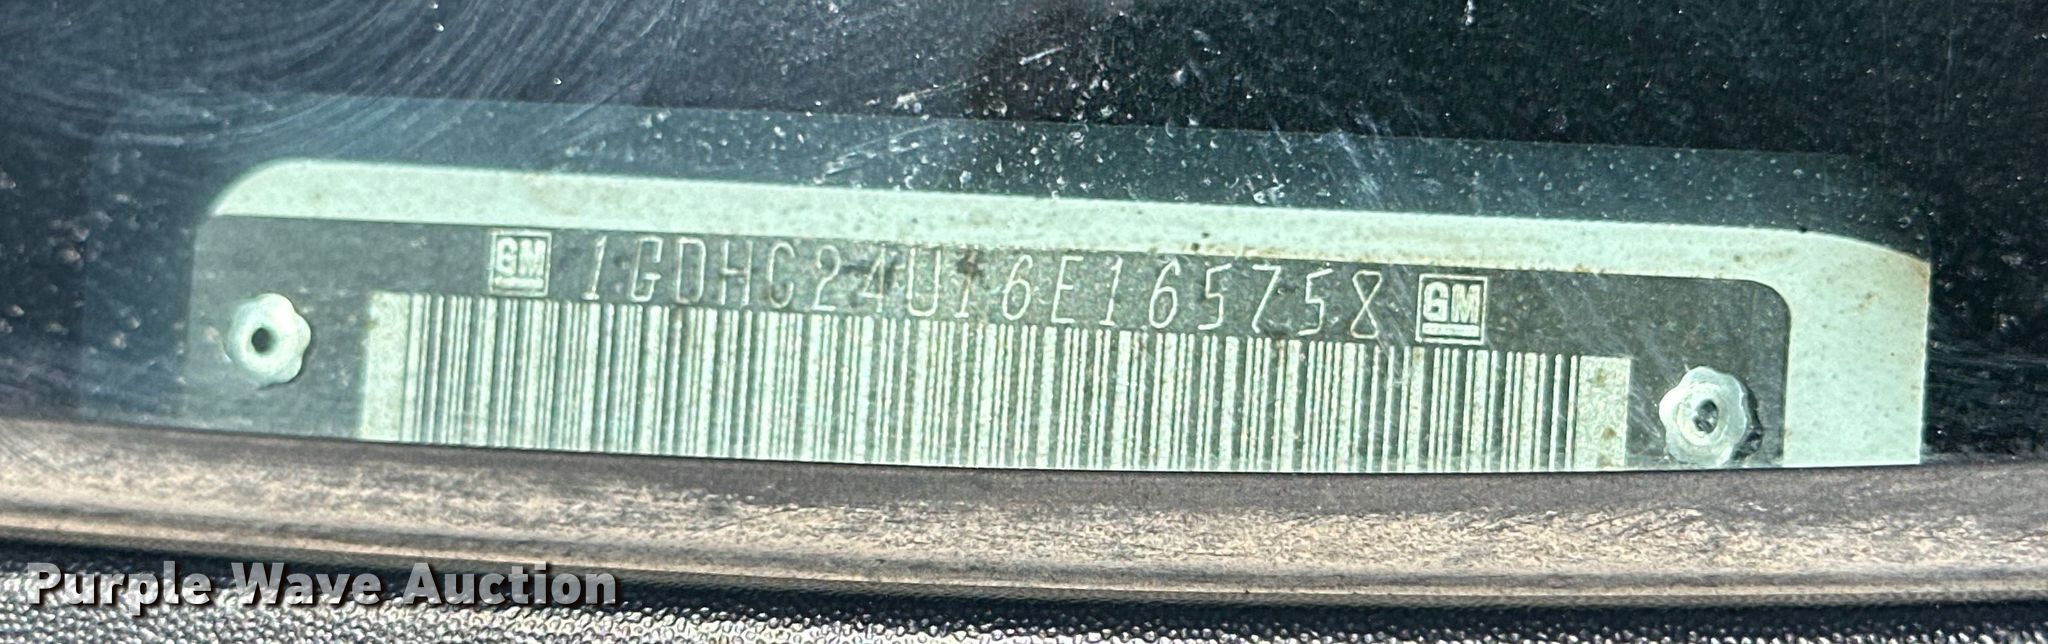 GM 1GDHC24U16E165758 GM
Purple Wave Auction